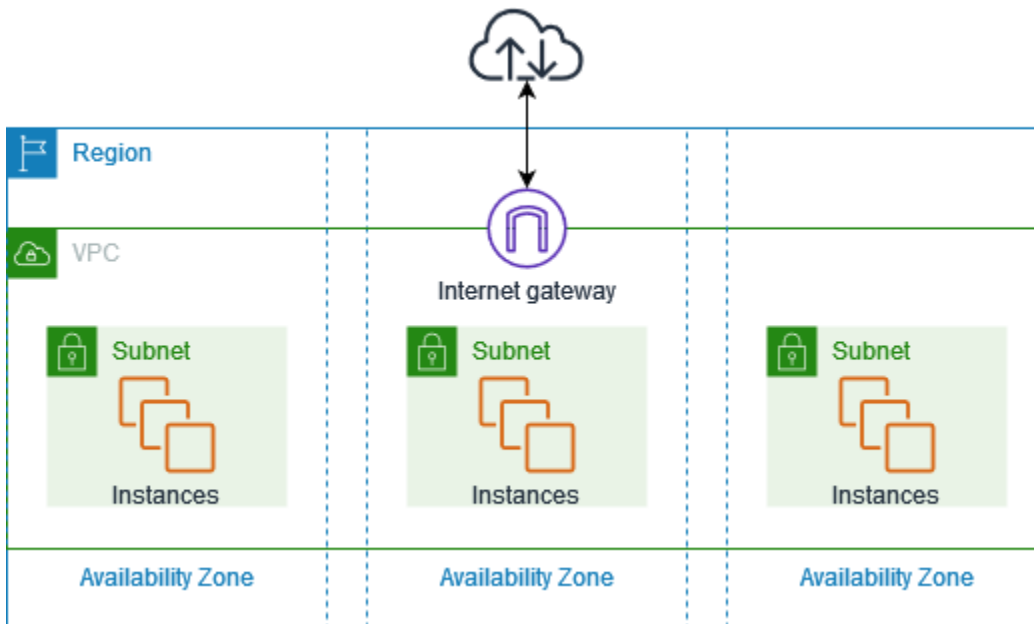 Region
VPC
Internet gateway
Subnet
Subnet
Subnet
Instances
Instances
Instances
Availability Zone
Availability Zone
Availability Zone